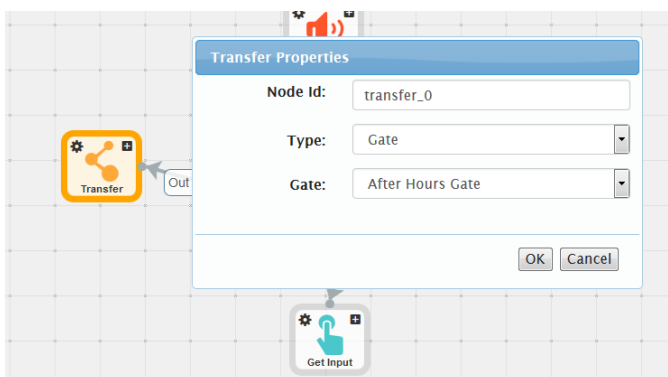 Transfer Properties
Node Id: transfer_0
Type: Gate
Gate: After Hours Gate
Transfer
Out
OK Cancel
Get Input